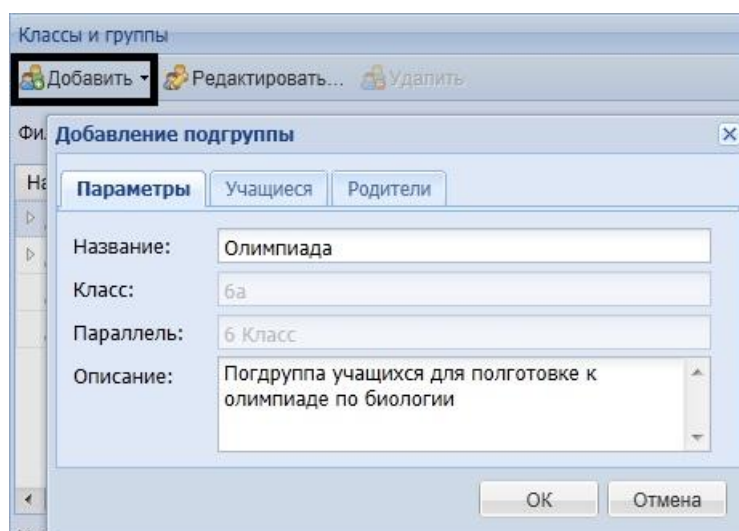 Классы и группы
Добавить Редактировать... Удалить
Добавление подгруппы
Параметры Учащиеся Родители
Название: Олимпиада
Класс: 6а
Параллель: 6 Класс
Описание: Погдруппа учащихся для полготовке к
олимпиаде по биологии
ОК Отмена